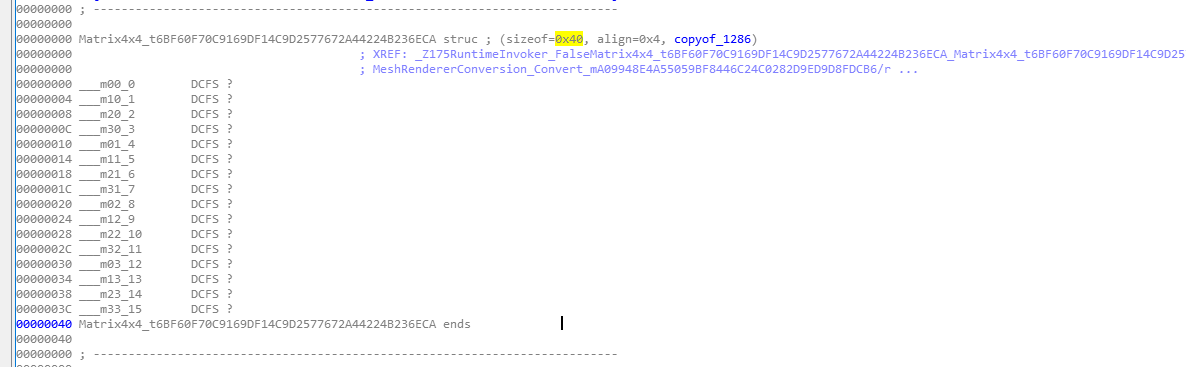 00000000 ; ---------------------------------------------------------------------------
00000000
00000000 Matrix4x4_t6BF60F70C9169DF14C9D2577672A44224B236ECA struc ; (sizeof=0x40, align=0x4, copyof_1286)
00000000 ; XREF: _Z175RuntimeInvoker_FalseMatrix4x4_t6BF60F70C9169DF14C9D2577672A44224B236ECA_Matrix4x4_t6BF60F70C9169DF14C9D25
00000000 ; MeshRendererConversion_Convert_mA09948E4A55059BF8446C24C0282D9ED9D8FDCB6/r ...
00000000 ___m00_0 DCFS ?
00000004 ___m10_1 DCFS ?
00000008 ___m20_2 DCFS ?
0000000C ___m30_3 DCFS ?
00000010 ___m01_4 DCFS ?
00000014 ___m11_5 DCFS ?
00000018 ___m21_6 DCFS ?
0000001C ___m31_7 DCFS ?
00000020 ___m02_8 DCFS ?
00000024 ___m12_9 DCFS ?
00000028 ___m22_10 DCFS ?
0000002C ___m32_11 DCFS ?
00000030 ___m03_12 DCFS ?
00000034 ___m13_13 DCFS ?
00000038 ___m23_14 DCFS ?
0000003C ___m33_15 DCFS ?
00000040 Matrix4x4_t6BF60F70C9169DF14C9D2577672A44224B236ECA ends
00000040
00000000 ; ---------------------------------------------------------------------------